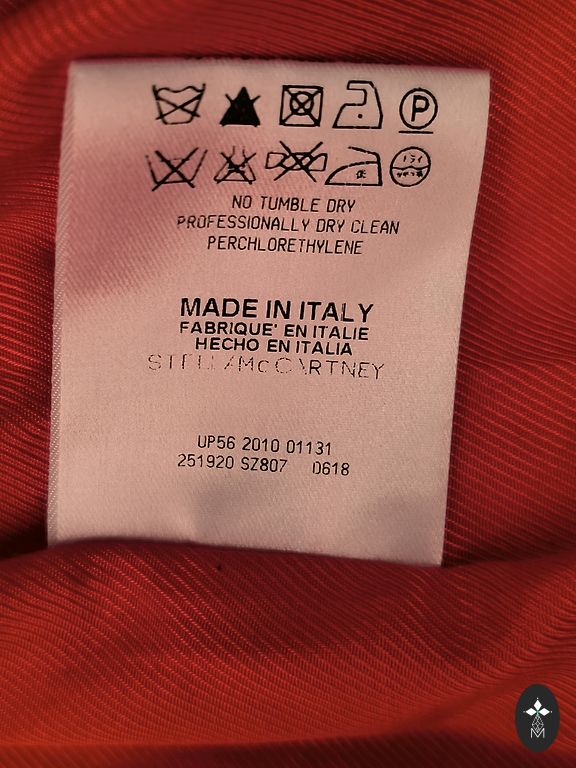 P
NO TUMBLE DRY
PROFESSIONALLY DRY CLEAN
PERCHLORETHYLENE
MADE IN ITALY
FABRIQUE' EN ITALIE
HECHO EN ITALIA
STELLA McCARTNEY
UP56 2010 01131
251920 SZ807 0618
M